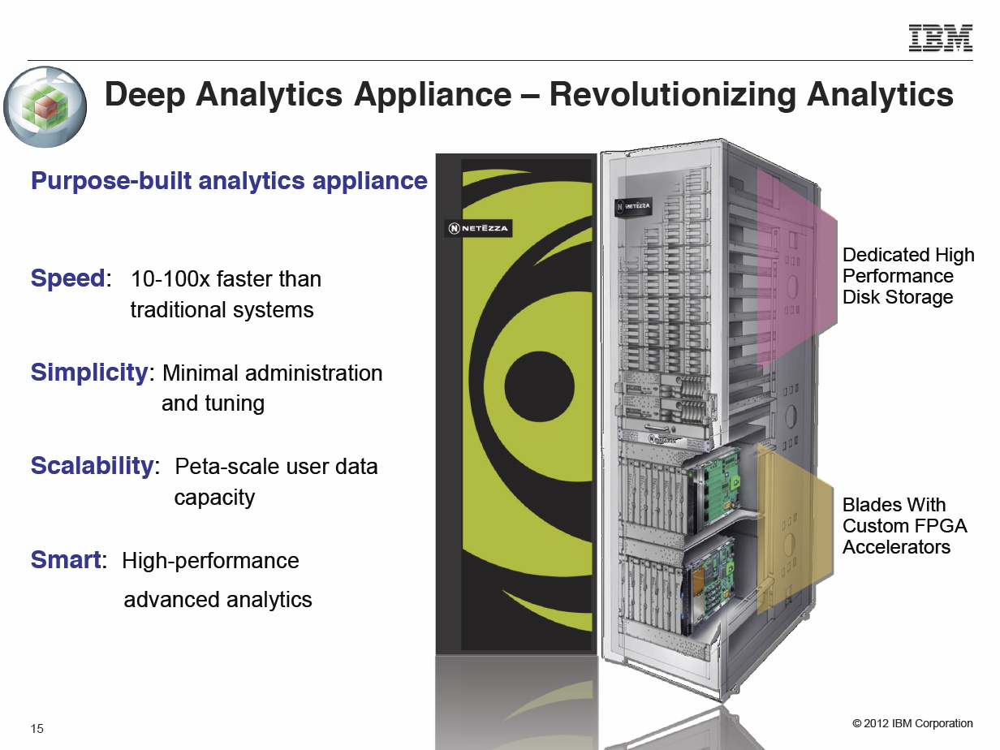 IBM
Deep Analytics Appliance – Revolutionizing Analytics
Purpose-built analytics appliance
Speed: 10-100x faster than
traditional systems
Simplicity: Minimal administration
and tuning
Scalability: Peta-scale user data
capacity
Smart: High-performance
advanced analytics
N NETĒZZA
N NETĒZZA
Dedicated High
Performance
Disk Storage
Blades With
Custom FPGA
Accelerators
15
© 2012 IBM Corporation